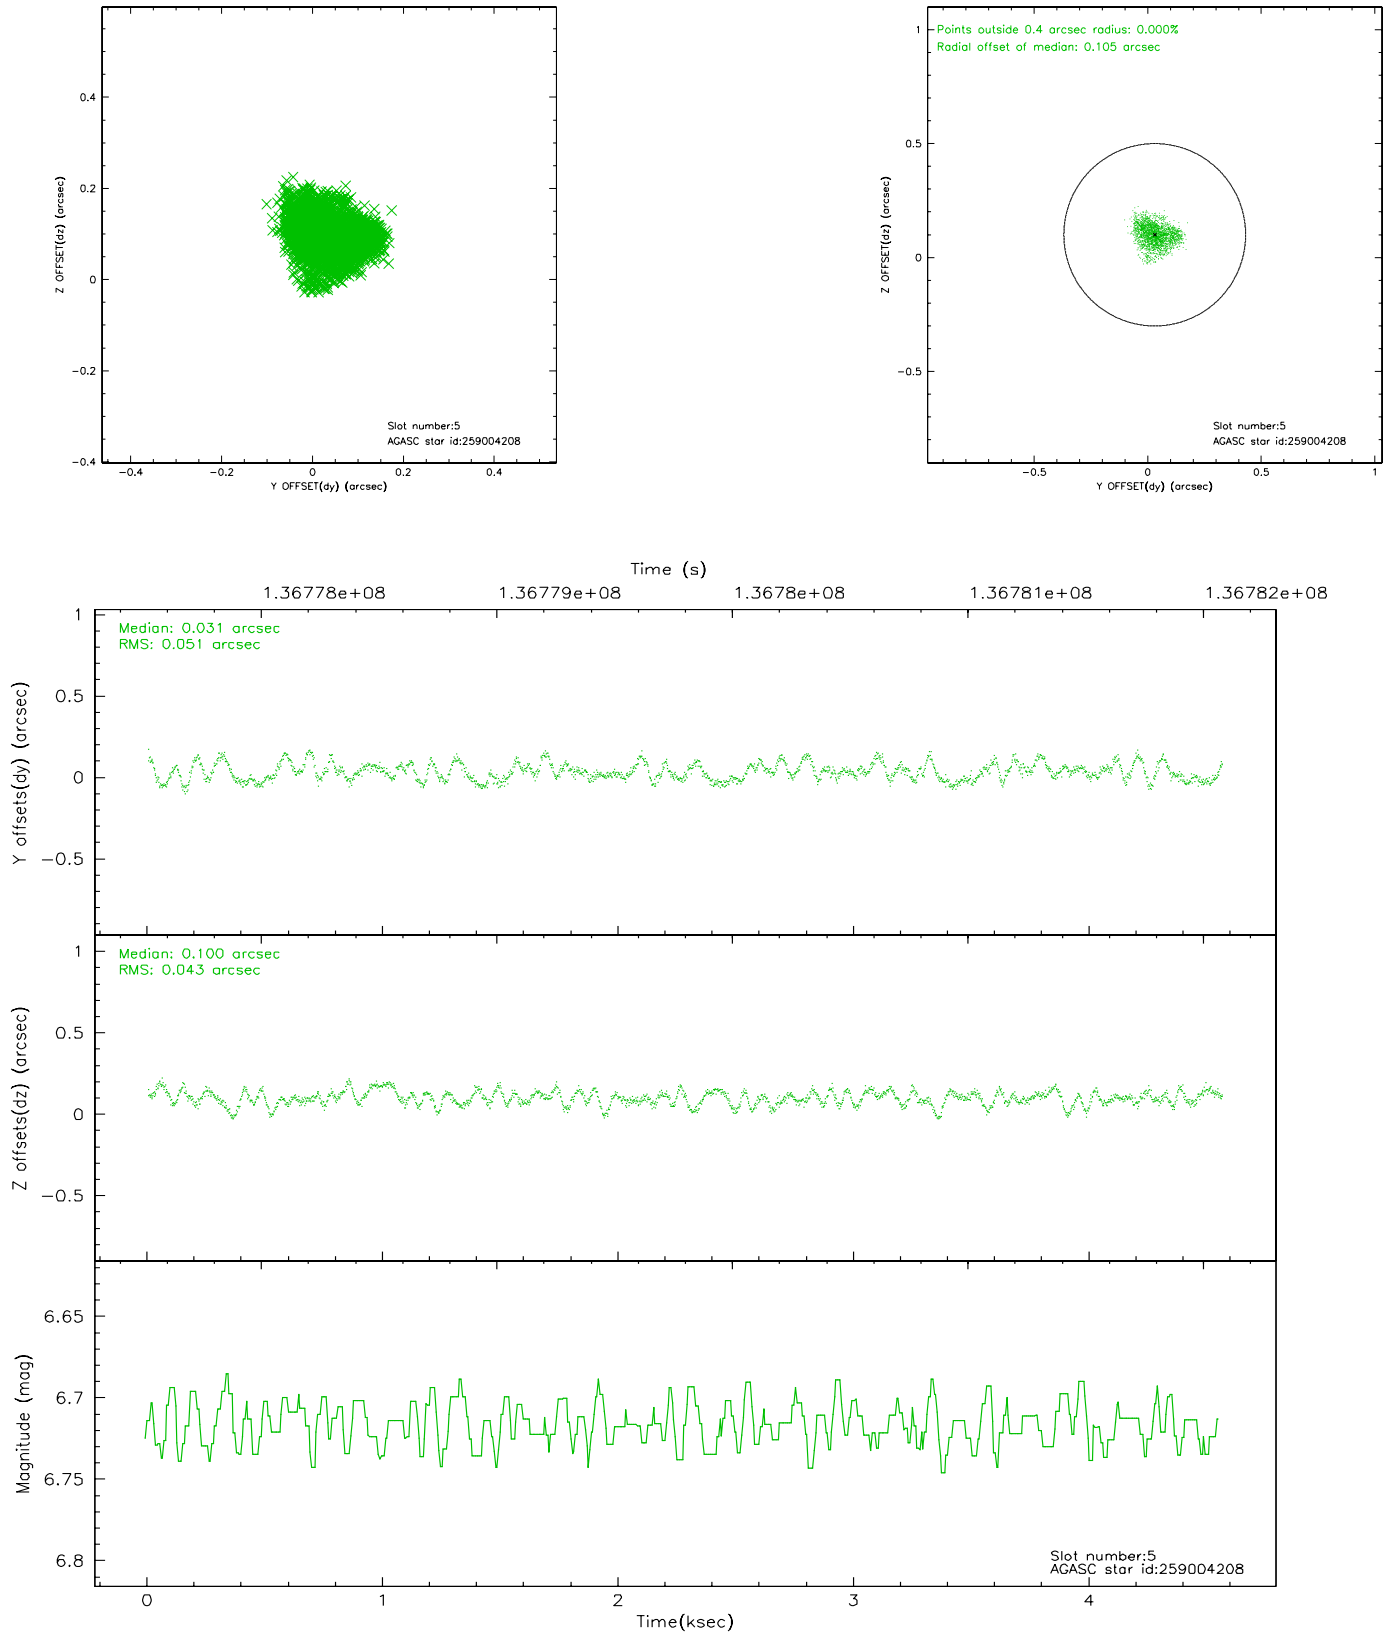 0.4
0.2
0
-0.2
-0.4
Z OFFSET(dz) (arcsec)
-0.4
-0.2
0
0.2
0.4
Y OFFSET(dy) (arcsec)
Slot number:5
AGASC star id:259004208
Points outside 0.4 arcsec radius: 0.000%
Radial offset of median: 0.105 arcsec
1
0.5
0
-0.5
Z OFFSET(dz) (arcsec)
-0.5
0
0.5
1
Y OFFSET(dy) (arcsec)
Slot number:5
AGASC star id:259004208
Time (s)
1.36778e+08
1.36779e+08
1.3678e+08
1.36781e+08
1.36782e+08
Median: 0.031 arcsec
RMS: 0.051 arcsec
1
0.5
0
-0.5
Y offsets(dy) (arcsec)
Median: 0.100 arcsec
RMS: 0.043 arcsec
1
0.5
0
-0.5
Z offsets(dz) (arcsec)
6.65
6.7
6.75
6.8
Magnitude (mag)
Slot number:5
AGASC star id:259004208
0
1
2
3
4
Time(ksec)